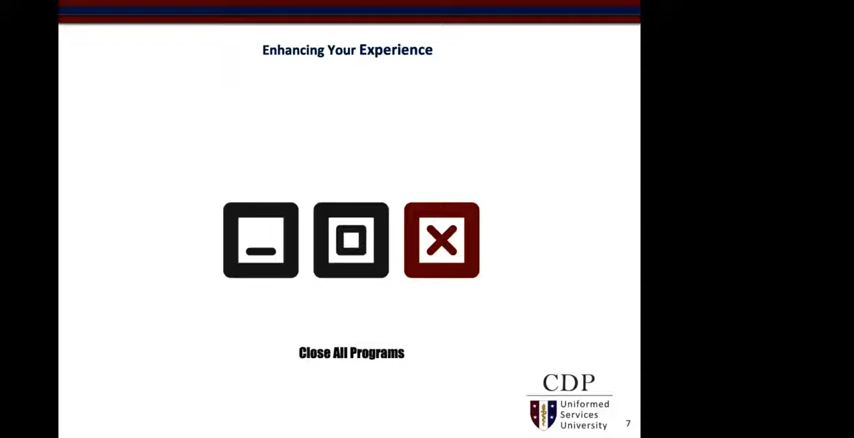 Enhancing Your Experience
Close All Programs
CDP
Uniformed
Services
University
7